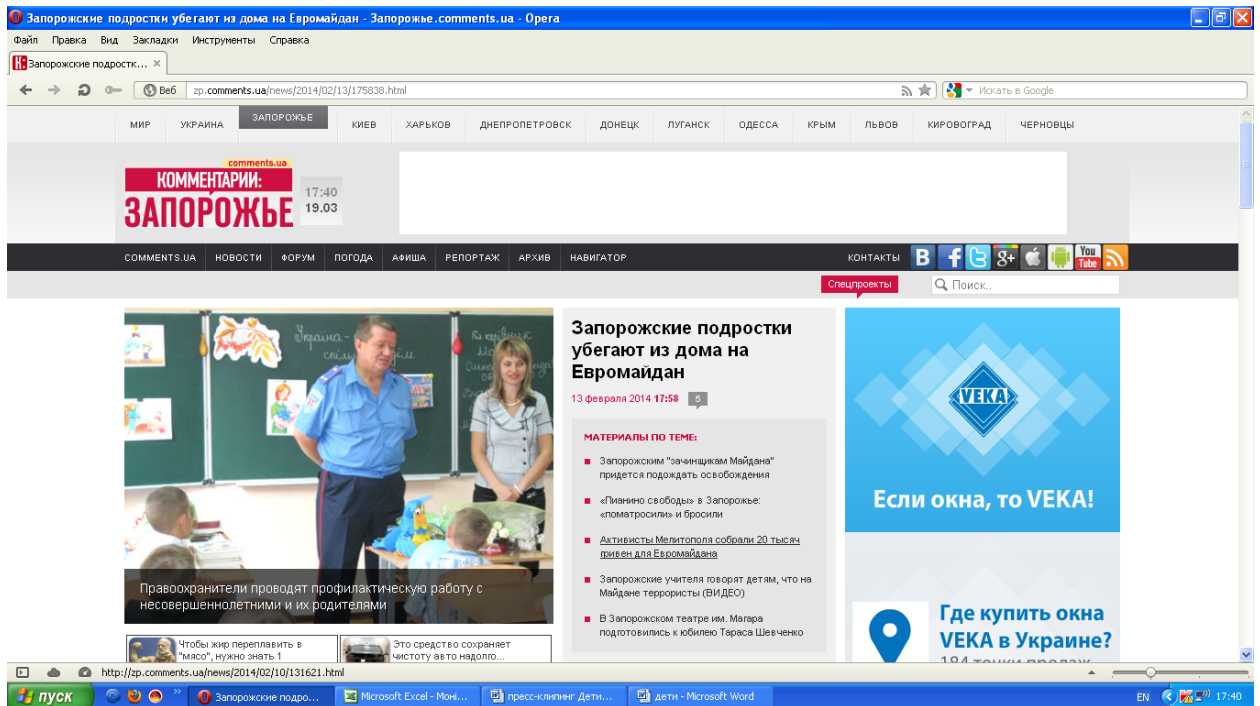 Запорожские подростки убегают из дома на Евромайдан - Запорожье.comments.ua - Opera
Файл Правка Вид Закладки Инструменты Справка
Запорожские подростк...
Веб zp.comments.ua/news/2014/02/13/175838.html Искать в Google
МИР УКРАИНА ЗАПОРОЖЬЕ КИЕВ ХАРЬКОВ ДНЕПРОПЕТРОВСК ДОНЕЦК ЛУГАНСК ОДЕССА КРЫМ ЛЬВОВ КИРОВОГРАД ЧЕРНОВЦЫ
comments.ua
КОММЕНТАРИИ:
ЗАПОРОЖЬЕ
17:40
19.03
COMMENTS.UA НОВОСТИ ФОРУМ ПОГОДА АФИША РЕПОРТАЖ АРХИВ НАВИГАТОР КОНТАКТЫ
You
Tube
Спецпроекты Поиск..
Україна -
Правоохранители проводят профилактическую работу с
несовершеннолетними и их родителями
Чтобы жир переплавить в
"мясо", нужно знать 1
Это средство сохраняет
чистоту авто надолго...
Запорожские подростки
убегают из дома на
Евромайдан
13 февраля 2014 17:58 5
МАТЕРИАЛЫ ПО ТЕМЕ:
Запорожским "зачинщикам Майдана"
придется подождать освобождения
«Пианино свободы» в Запорожье:
«поматросили» и бросили
Активисты Мелитополя собрали 20 тысяч
гривен для Евромайдана
Запорожские учителя говорят детям, что на
Майдане террористы (ВИДЕО)
В Запорожском театре им. Магара
подготовились к юбилею Тараса Шевченко
VEKA
Если окна, то VEKA!
Где купить окна
VEKA в Украине?
184 точки продаж
http://zp.comments.ua/news/2014/02/10/131621.html
пуск Запорожские подро... Microsoft Excel - Моні... пресс-клипинг Дети... дети - Microsoft Word EN 17:40